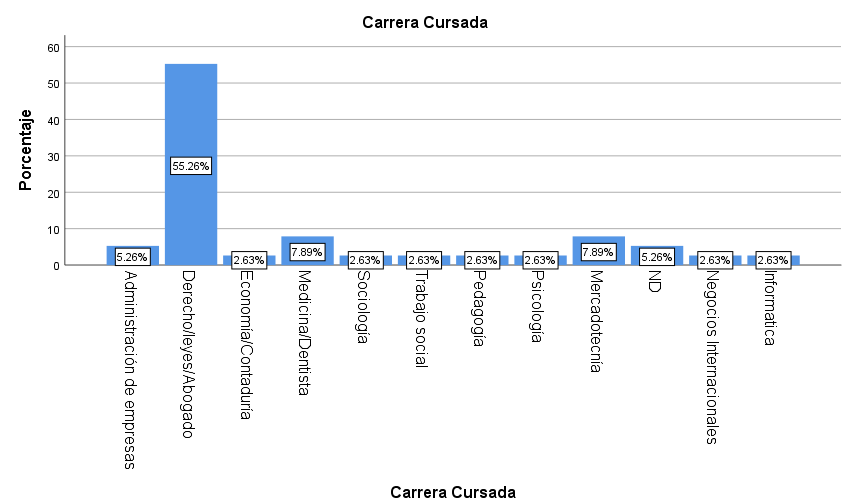 Carrera Cursada
Porcentaje
60
50
40
30
20
10
0
5.26%
55.26%
2.63%
7.89%
2.63%
2.63%
2.63%
2.63%
7.89%
5.26%
2.63%
2.63%
Administración de empresas
Derecho/leyes/Abogado
Economía/Contaduría
Medicina/Dentista
Sociología
Trabajo social
Pedagogía
Psicología
Mercadotecnía
ND
Negocios Internacionales
Informatica
Carrera Cursada